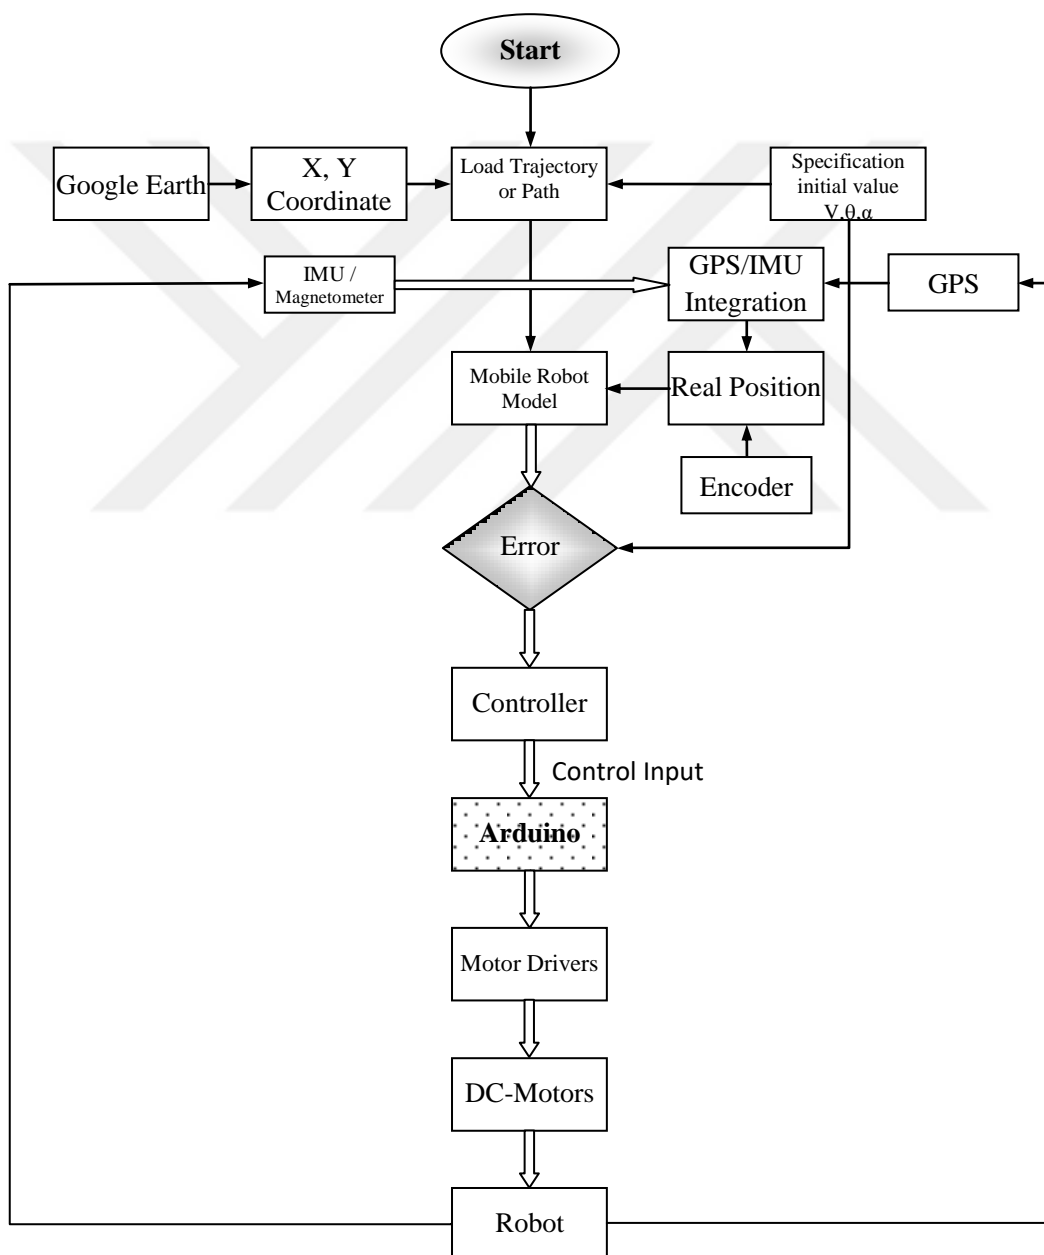 Start
Google Earth
X, Y
Coordinate
Load Trajectory
or Path
Specification
initial value
V,θ,α
IMU /
Magnetometer
GPS/IMU
Integration
GPS
Mobile Robot
Model
Real Position
Encoder
Error
Controller
Control Input
Arduino
Motor Drivers
DC-Motors
Robot